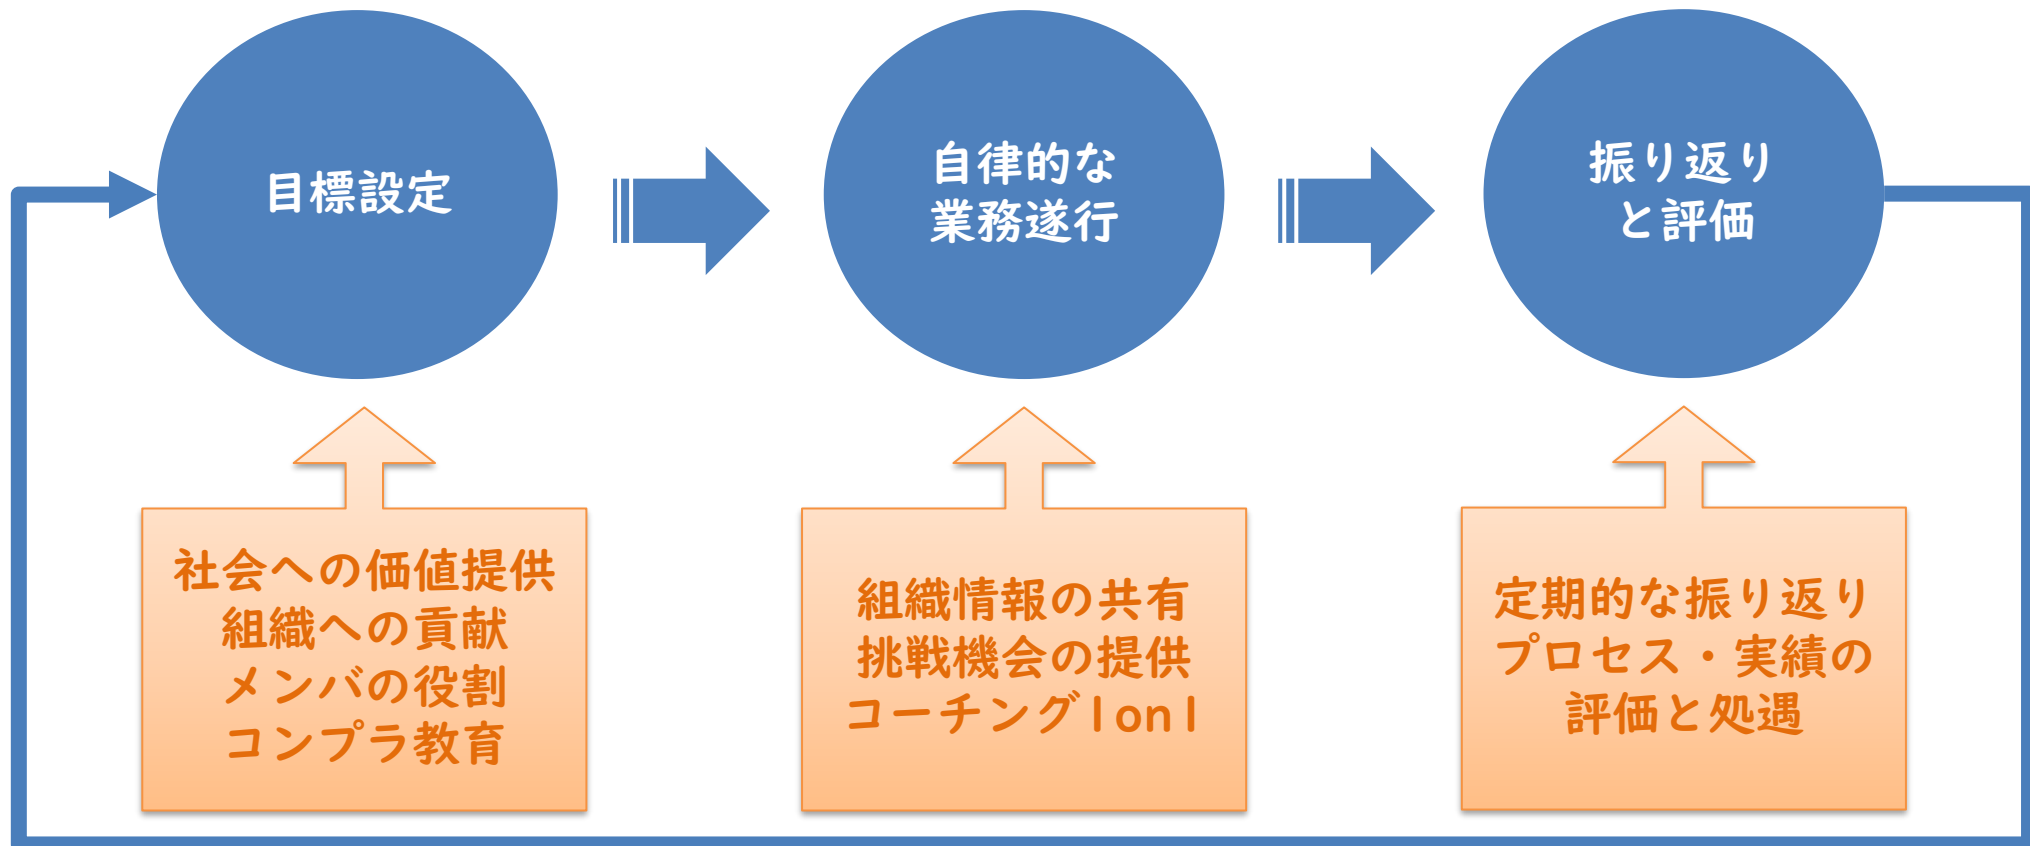 目標設定
自律的な
業務遂行
振り返り
と評価
社会への価値提供
組織への貢献
メンバの役割
コンプラ教育
組織情報の共有
挑戦機会の提供
コーチング1on1
定期的な振り返り
プロセス・実績の
評価と処遇